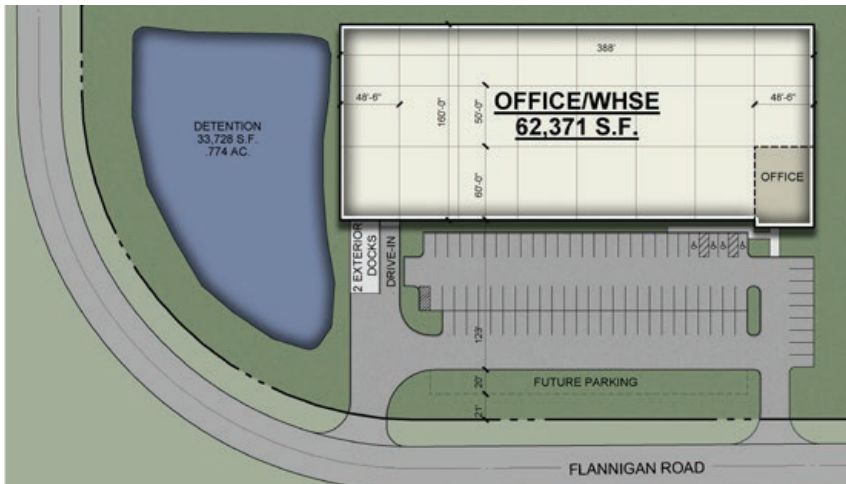 388'
48'-6"
160'-0"
50'-0"
OFFICE/WHSE
62,371 S.F.
48'-6"
DETENTION
33,728 S.F.
.774 AC.
60'-0"
OFFICE
2 EXTERIOR
DOCKS
DRIVE-IN
20'
FUTURE PARKING
21'
FLANNIGAN ROAD